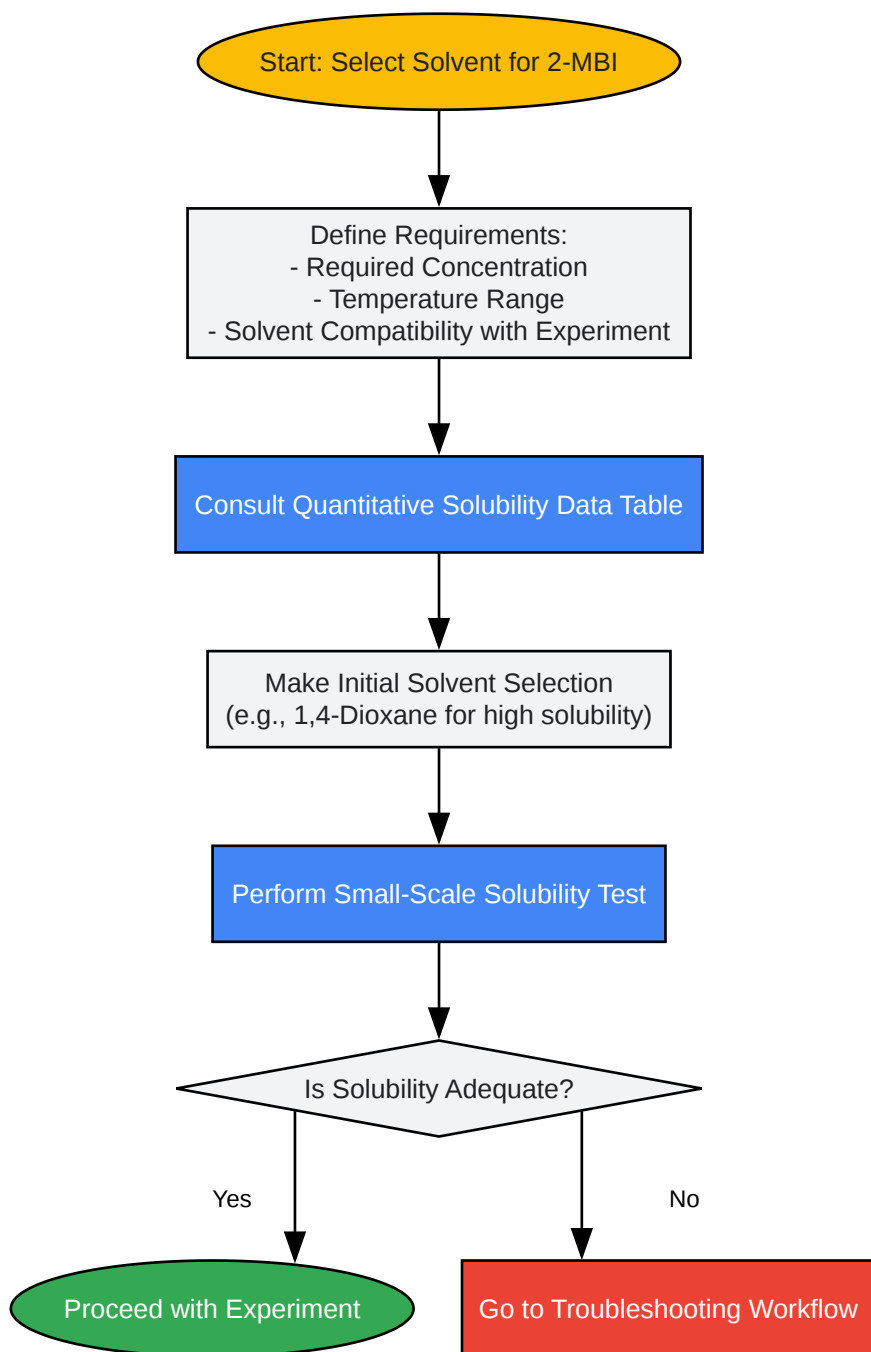 Start: Select Solvent for 2-MBI
Define Requirements:
- Required Concentration
- Temperature Range
- Solvent Compatibility with Experiment
Consult Quantitative Solubility Data Table
Make Initial Solvent Selection
(e.g., 1,4-Dioxane for high solubility)
Perform Small-Scale Solubility Test
Is Solubility Adequate?
Yes
No
Proceed with Experiment
Go to Troubleshooting Workflow